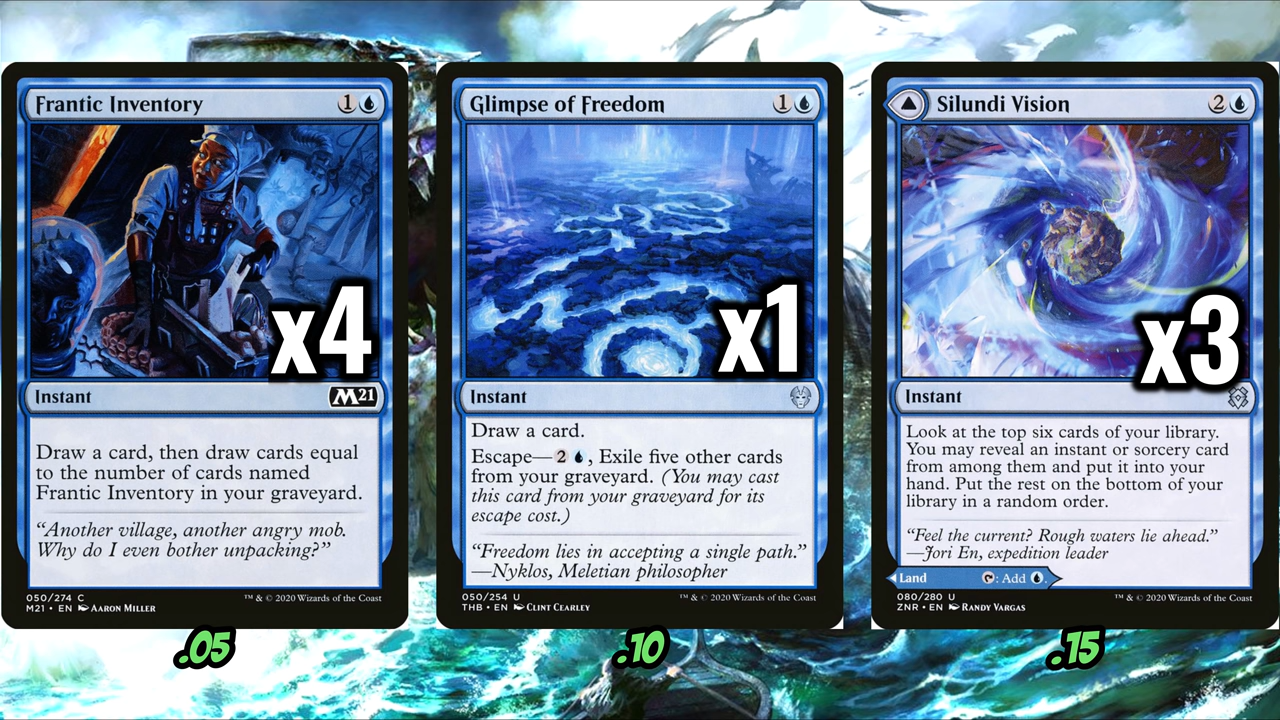 Frantic Inventory 1
x4
Instant M21
Draw a card, then draw cards equal
to the number of cards named
Frantic Inventory in your graveyard.
“Another village, another angry mob.
Why do I even bother unpacking?”
050/274 C
M21 • EN AARON MILLER
™ & © 2020 Wizards of the Coast
.05
Glimpse of Freedom 1
x1
Instant
Draw a card.
Escape—2 , Exile five other cards
from your graveyard. (You may cast
this card from your graveyard for its
escape cost.)
“Freedom lies in accepting a single path.”
—Nyklos, Meletian philosopher
050/254 U
THB • EN CLINT CEARLEY
™ & © 2020 Wizards of the Coast
.10
Silundi Vision 2
x3
Instant
Look at the top six cards of your library.
You may reveal an instant or sorcery card
from among them and put it into your
hand. Put the rest on the bottom of your
library in a random order.
“Feel the current? Rough waters lie ahead.”
—Jori En, expedition leader
Land : Add .
080/280 U
ZNR • EN RANDY VARGAS
™ & © 2020 Wizards of the Coast
.15